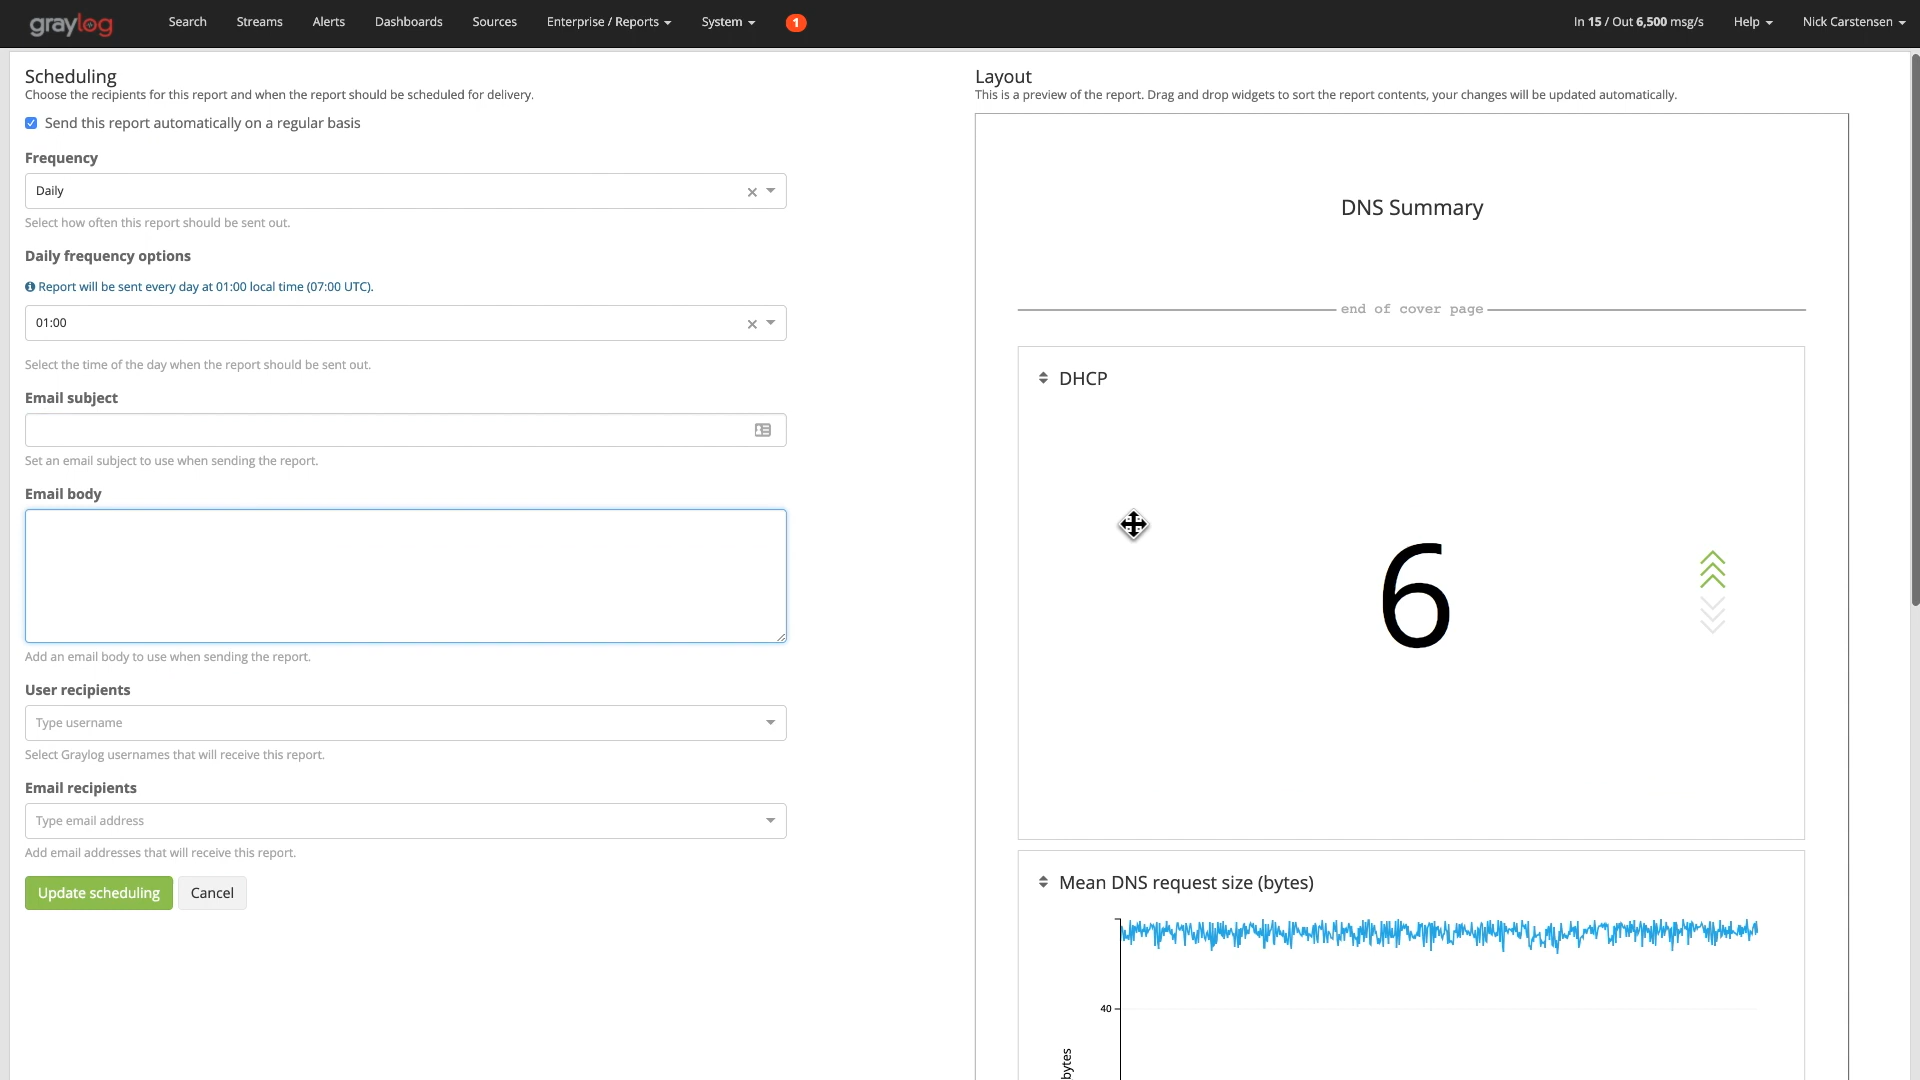 graylog
Search
Streams
Alerts
Dashboards
Sources
Enterprise / Reports
System
1
In 15 / Out 6,500 msg/s
Help
Nick Carstensen
Scheduling
Choose the recipients for this report and when the report should be scheduled for delivery.
Send this report automatically on a regular basis
Frequency
Daily
Select how often this report should be sent out.
Daily frequency options
Report will be sent every day at 01:00 local time (07:00 UTC).
01:00
Select the time of the day when the report should be sent out.
Email subject
Set an email subject to use when sending the report.
Email body
Add an email body to use when sending the report.
User recipients
Type username
Select Graylog usernames that will receive this report.
Email recipients
Type email address
Add email addresses that will receive this report.
Update scheduling
Cancel
Layout
This is a preview of the report. Drag and drop widgets to sort the report contents, your changes will be updated automatically.
DNS Summary
end of cover page
DHCP
6
Mean DNS request size (bytes)
40
bytes